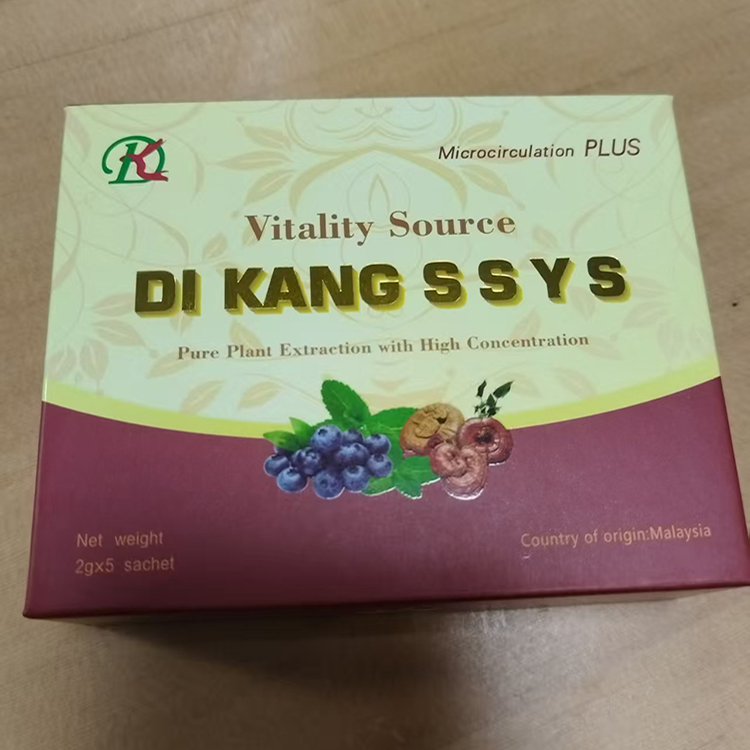 DK
Microcirculation PLUS
Vitality Source
DI KANG S S Y S
Pure Plant Extraction with High Concentration
Net weight
2gx5 sachet
Country of origin:Malaysia